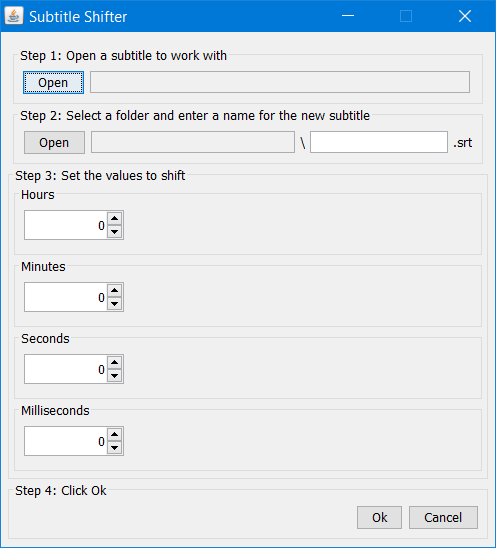 Subtitle Shifter
Step 1: Open a subtitle to work with
Open
Step 2: Select a folder and enter a name for the new subtitle
Open \ .srt
Step 3: Set the values to shift
Hours
0
Minutes
0
Seconds
0
Milliseconds
0
Step 4: Click Ok
Ok Cancel